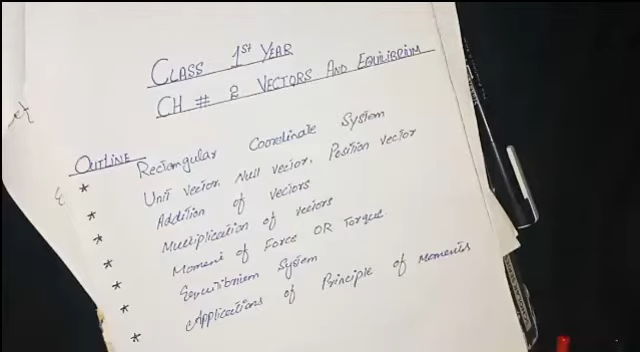 CLASS 1st YEAR
CH # 2 VECTORS AND EQUILIBRIUM
OUTLINE
* Rectangular Coordinate System
* Unit vector, Null vector, Position vector
* Addition of vectors
* Multiplication of vectors
* Moment of Force OR Torque
* Equilibrium System
* Applications of Principle of Moments